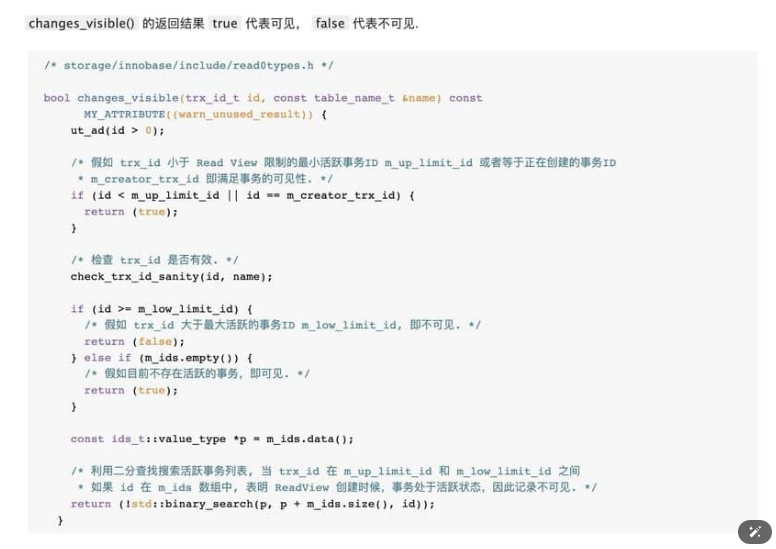 changes_visible() 的返回结果 true 代表可见， false 代表不可见.
/* storage/innobase/include/read0types.h */
bool changes_visible(trx_id_t id, const table_name_t &name) const
MY_ATTRIBUTE((warn_unused_result)) {
ut_ad(id > 0);
/* 假如 trx_id 小于 Read View 限制的最小活跃事务ID m_up_limit_id 或者等于正在创建的事务ID
* m_creator_trx_id 即满足事务的可见性. */
if (id < m_up_limit_id || id == m_creator_trx_id) {
return (true);
}
/* 检查 trx_id 是否有效. */
check_trx_id_sanity(id, name);
if (id >= m_low_limit_id) {
/* 假如 trx_id 大于最大活跃的事务ID m_low_limit_id, 即不可见. */
return (false);
} else if (m_ids.empty()) {
/* 假如目前不存在活跃的事务，即可见. */
return (true);
}
const ids_t::value_type *p = m_ids.data();
/* 利用二分查找搜索活跃事务列表, 当 trx_id 在 m_up_limit_id 和 m_low_limit_id 之间
* 如果 id 在 m_ids 数组中, 表明 ReadView 创建时候, 事务处于活跃状态, 因此记录不可见. */
return (!std::binary_search(p, p + m_ids.size(), id));
}